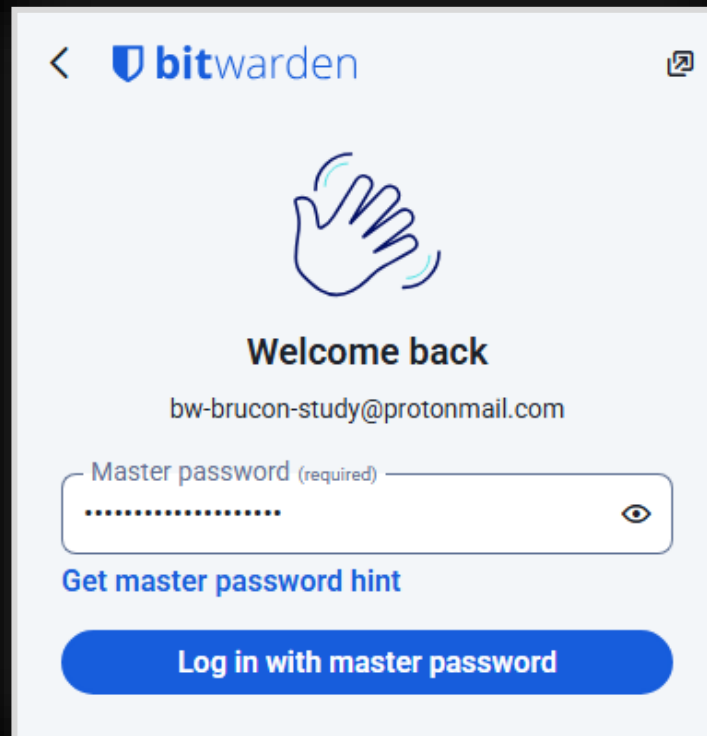 bitwarden
Welcome back
bw-brucon-study@protonmail.com
Master password (required)
••••••••••••••••••••
Get master password hint
Log in with master password